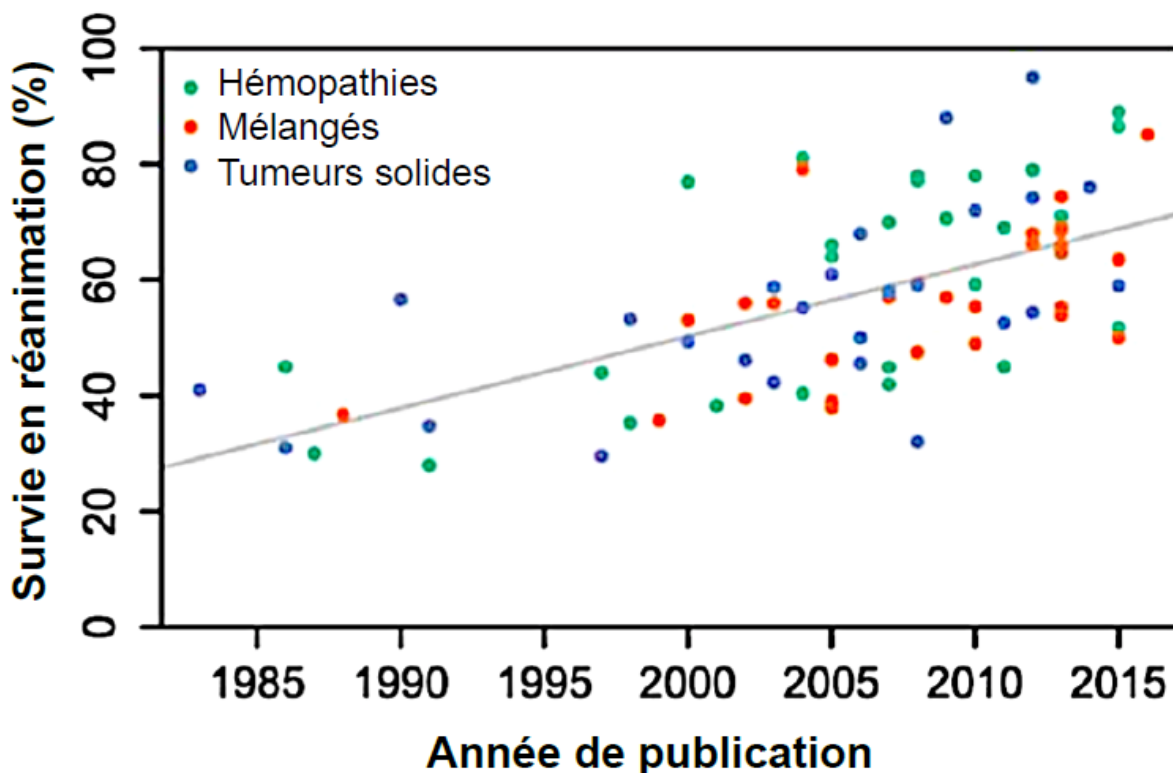 Survie en réanimation (%)
100
80
60
40
20
0
Hémopathies
Mélangés
Tumeurs solides
1985 1990 1995 2000 2005 2010 2015
Année de publication